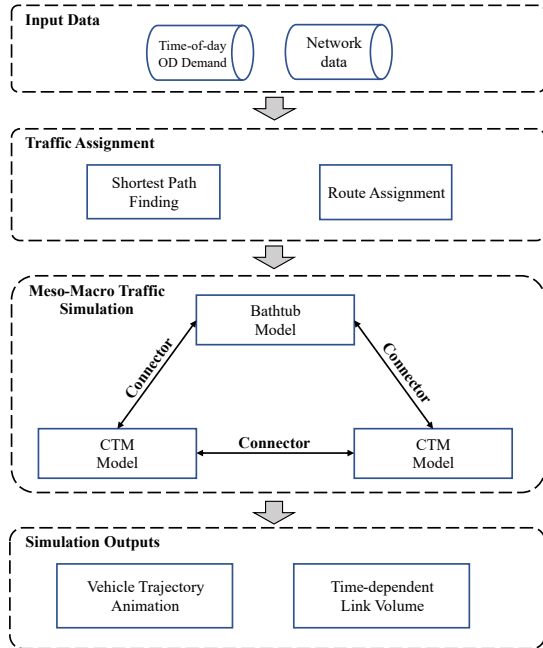 Input Data
Time-of-day
OD Demand
Network
data
Traffic Assignment
Shortest Path
Finding
Route Assignment
Meso-Macro Traffic
Simulation
Bathtub
Model
Connector
Connector
CTM
Model
Connector
CTM
Model
Simulation Outputs
Vehicle Trajectory
Animation
Time-dependent
Link Volume